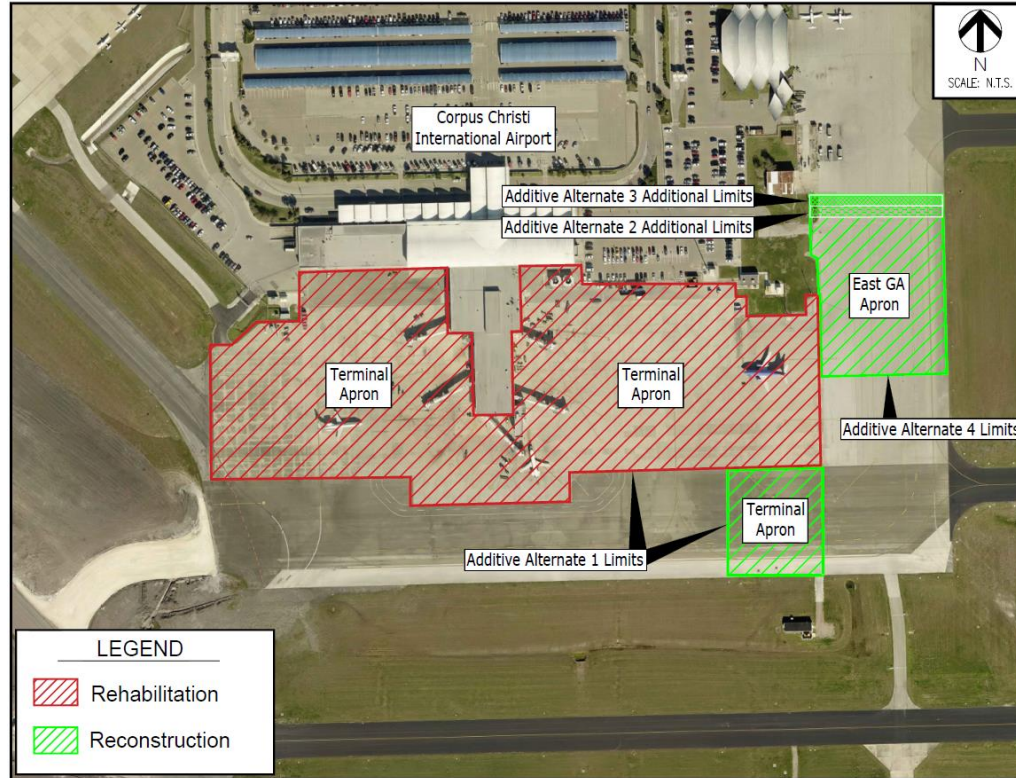 N
SCALE: N.T.S.
Corpus Christi
International Airport
Additive Alternate 3 Additional Limits
Additive Alternate 2 Additional Limits
East GA
Apron
Terminal
Apron
Terminal
Apron
Additive Alternate 4 Limits
Terminal
Apron
Additive Alternate 1 Limits
LEGEND
Rehabilitation
Reconstruction